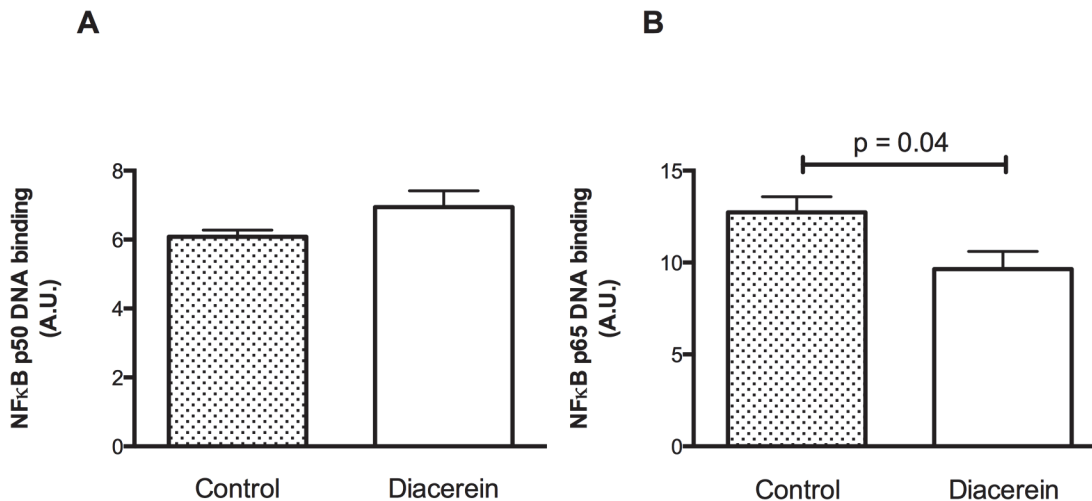 A
NFκB p50 DNA binding
(A.U.)
8
6
4
2
0
Control
Diacerein
B
p = 0.04
NFκB p65 DNA binding
(A.U.)
15
10
5
0
Control
Diacerein